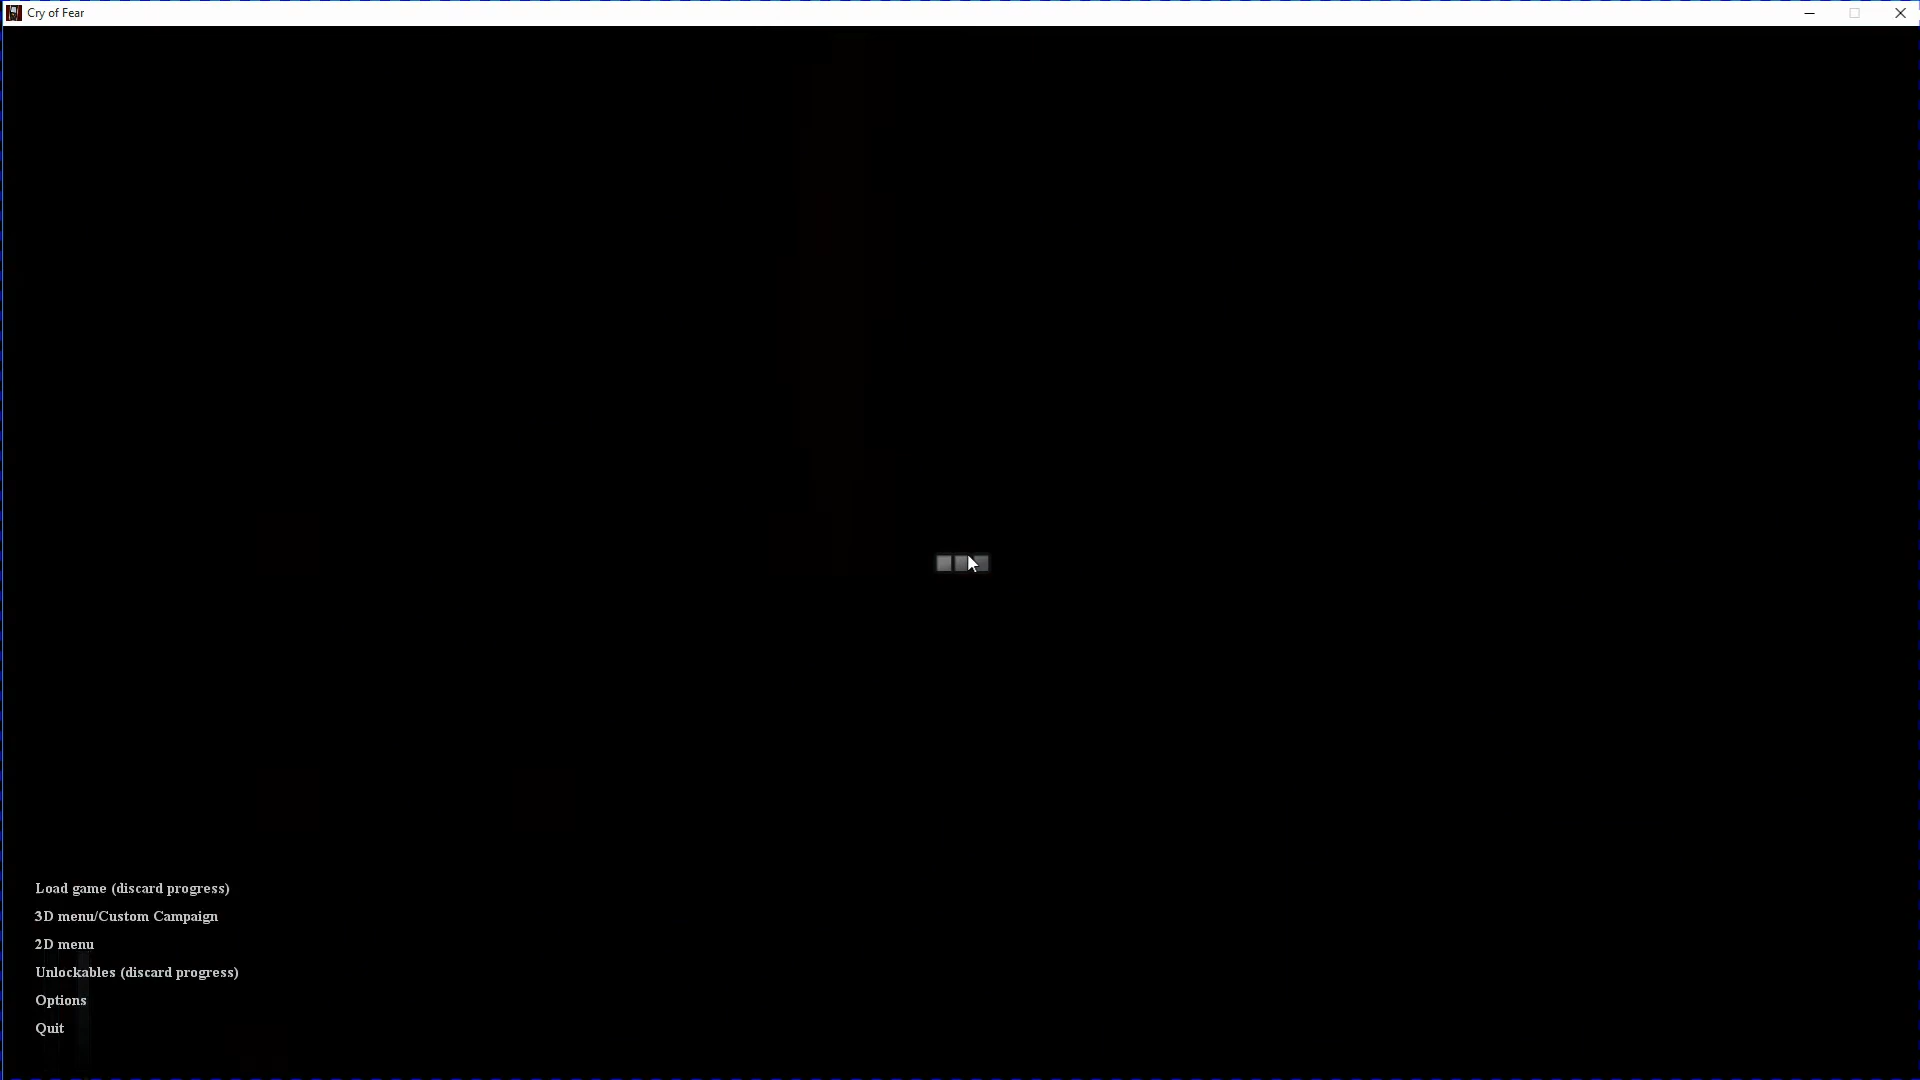 Cry of Fear
Load game (discard progress)
3D menu/Custom Campaign
2D menu
Unlockables (discard progress)
Options
Quit